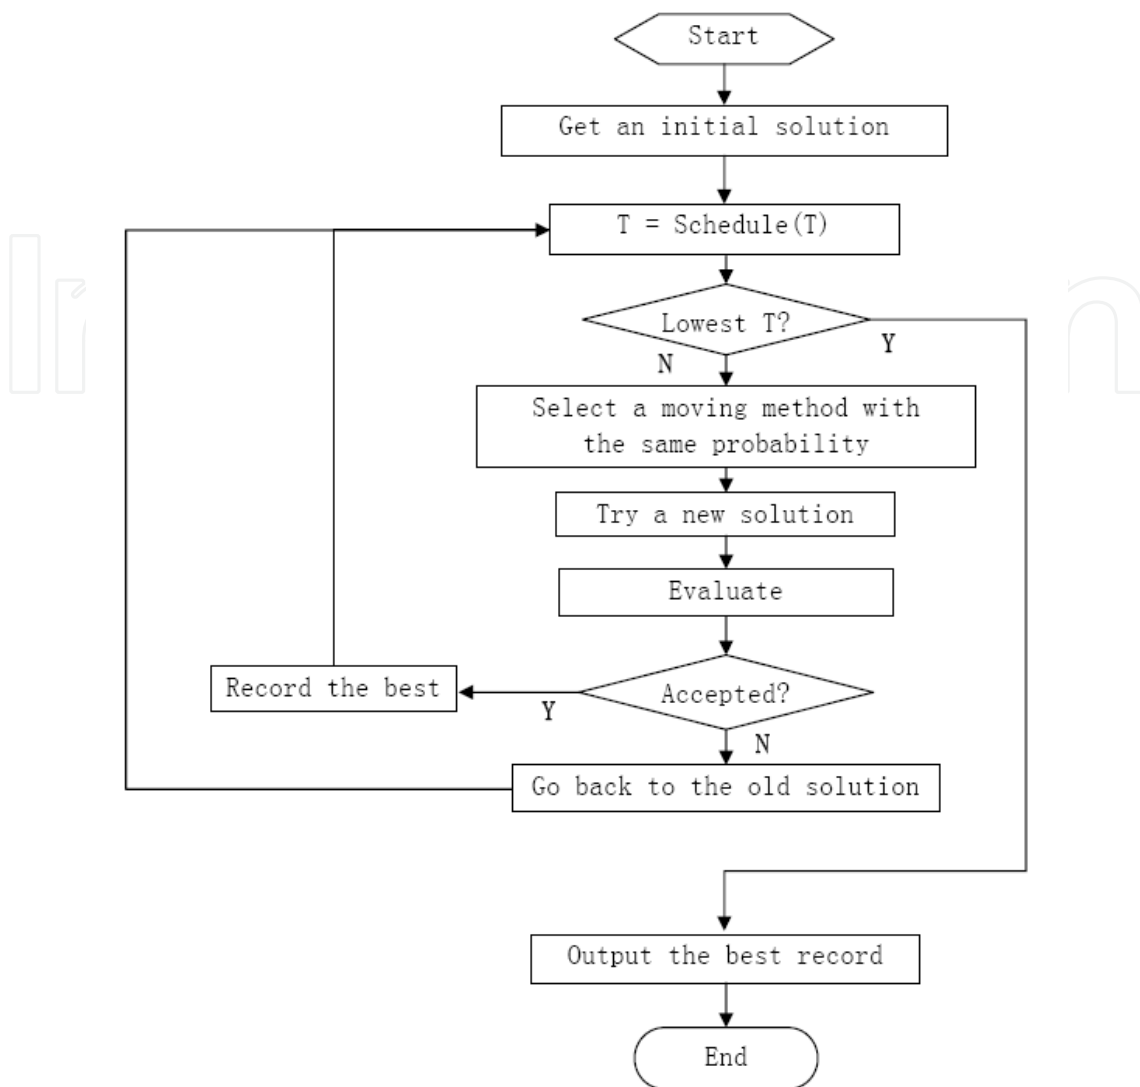 Start
Get an initial solution
T = Schedule(T)
Lowest T?
Y
N
Select a moving method with
the same probability
Try a new solution
Evaluate
Record the best
Accepted?
Y
N
Go back to the old solution
Output the best record
End